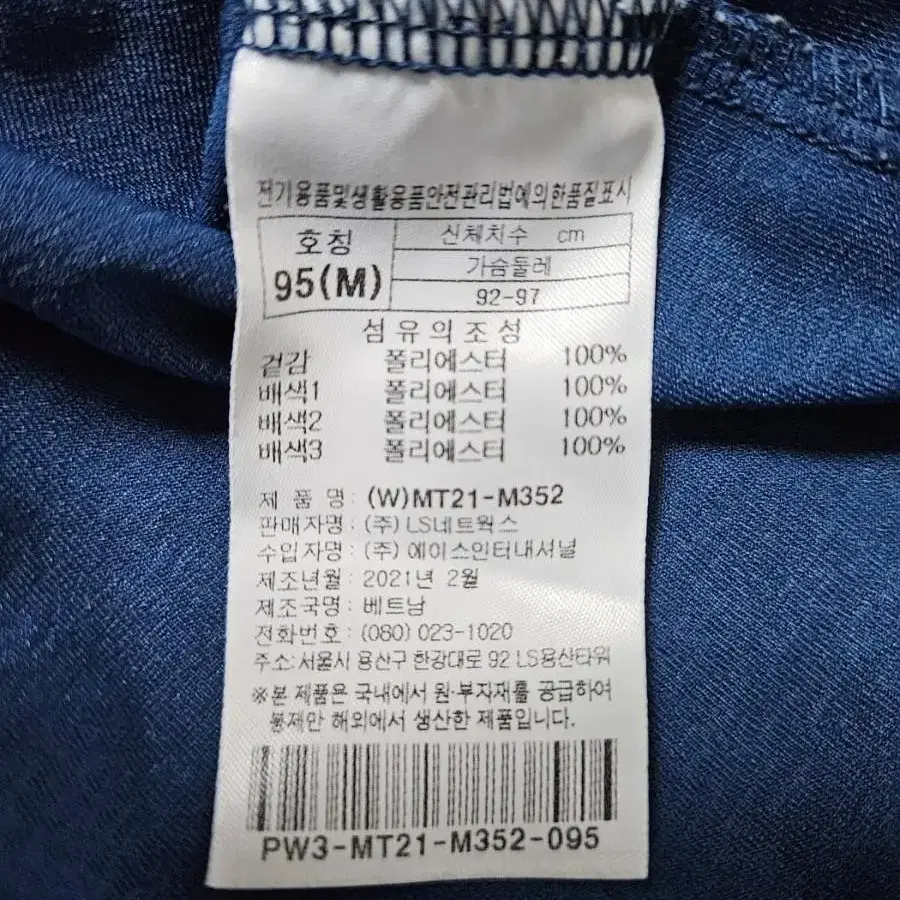 전기용품및생활용품안전관리법에의한품질표시
호칭 신체치수 cm
가슴둘레
95(M) 92-97
섬유의조성
겉감 폴리에스터 100%
배색1 폴리에스터 100%
배색2 폴리에스터 100%
배색3 폴리에스터 100%
제 품 명 : (W)MT21-M352
판매자명 : (주) LS네트웍스
수입자명 : (주) 에이스인터내셔널
제조년월 : 2021년 2월
제조국명 : 베트남
전화번호 : (080) 023-1020
주소:서울시 용산구 한강대로 92 LS용산타워
※본 제품은 국내에서 원·부자재를 공급하여
봉제만 해외에서 생산한 제품입니다.
PW3-MT21-M352-095